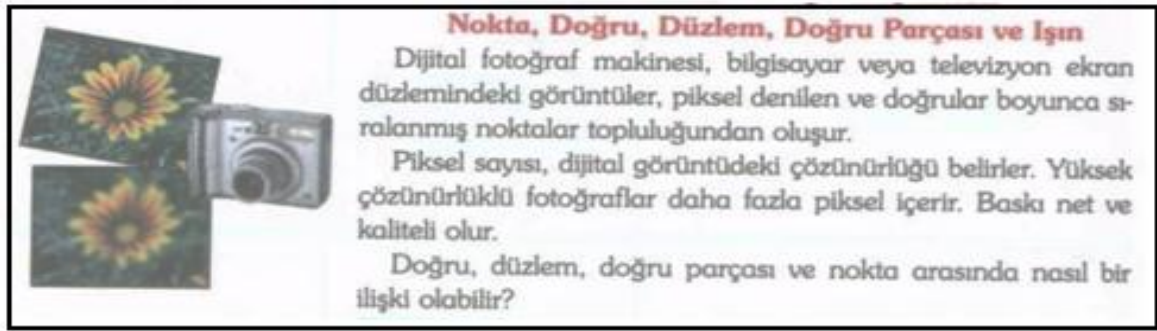 Nokta, Doğru, Düzlem, Doğru Parçası ve Işın
Dijital fotoğraf makinesi, bilgisayar veya televizyon ekran
düzlemindeki görüntüler, piksel denilen ve doğrular boyunca sı-
ralanmış noktalar topluluğundan oluşur.
Piksel sayısı, dijital görüntüdeki çözünürlüğü belirler. Yüksek
çözünürlüklü fotoğraflar daha fazla piksel içerir. Baskı net ve
kaliteli olur.
Doğru, düzlem, doğru parçası ve nokta arasında nasıl bir
ilişki olabilir?